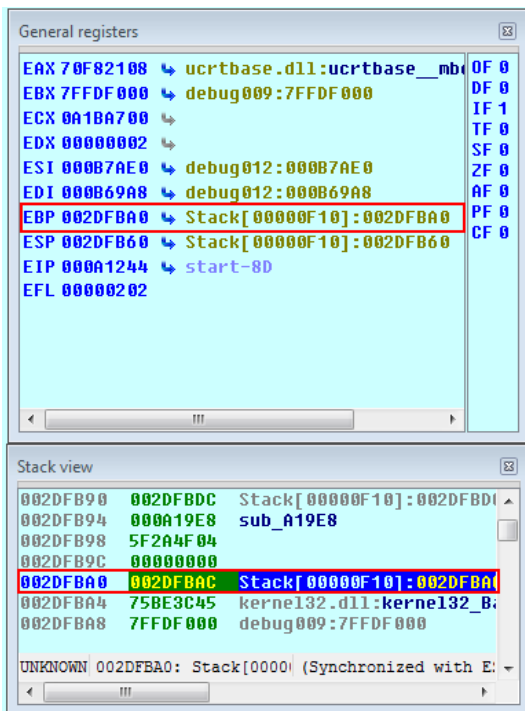 General registers
EAX 70F82108 ucrtbase.dll:ucrtbase__mb
OF 0
EBX 7FFDF000 debug009:7FFDF000
DF 0
ECX 0A1BA700
IF 1
EDX 00000002
TF 0
ESI 000B7AE0 debug012:000B7AE0
SF 0
EDI 000B69A8 debug012:000B69A8
ZF 0
EBP 002DFBA0 Stack[00000F10]:002DFBA0
AF 0
ESP 002DFB60 Stack[00000F10]:002DFB60
PF 0
EIP 000A1244 start-8D
CF 0
EFL 00000202
Stack view
002DFB90 002DFBDC Stack[00000F10]:002DFBD
002DFB94 000A19E8 sub_A19E8
002DFB98 5F2A4F04
002DFB9C 00000000
002DFBA0 002DFBAC Stack[00000F10]:002DFBA
002DFBA4 75BE3C45 kernel32.dll:kernel32_Ba
002DFBA8 7FFDF000 debug009:7FFDF000
UNKNOWN 002DFBA0: Stack[0000 (Synchronized with E